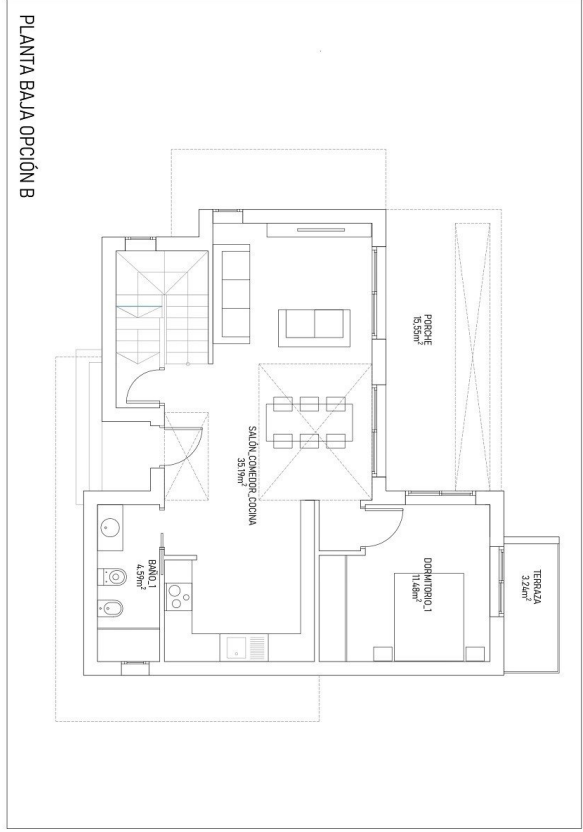 PLANTA BAJA OPCIÓN B
PORCHE
15,55m²
SALÓN_COMEDOR_COCINA
35.19m²
TERRAZA
3.24m²
DORMITORIO_1
11.48m²
BAÑO_1
4.59m²